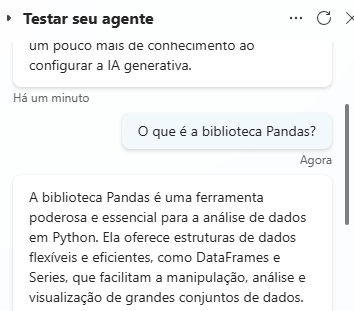 Testar seu agente
um pouco mais de conhecimento ao
configurar a IA generativa.
Há um minuto
O que é a biblioteca Pandas?
Agora
A biblioteca Pandas é uma ferramenta
poderosa e essencial para a análise de dados
em Python. Ela oferece estruturas de dados
flexíveis e eficientes, como DataFrames e
Series, que facilitam a manipulação, análise e
visualização de grandes conjuntos de dados.